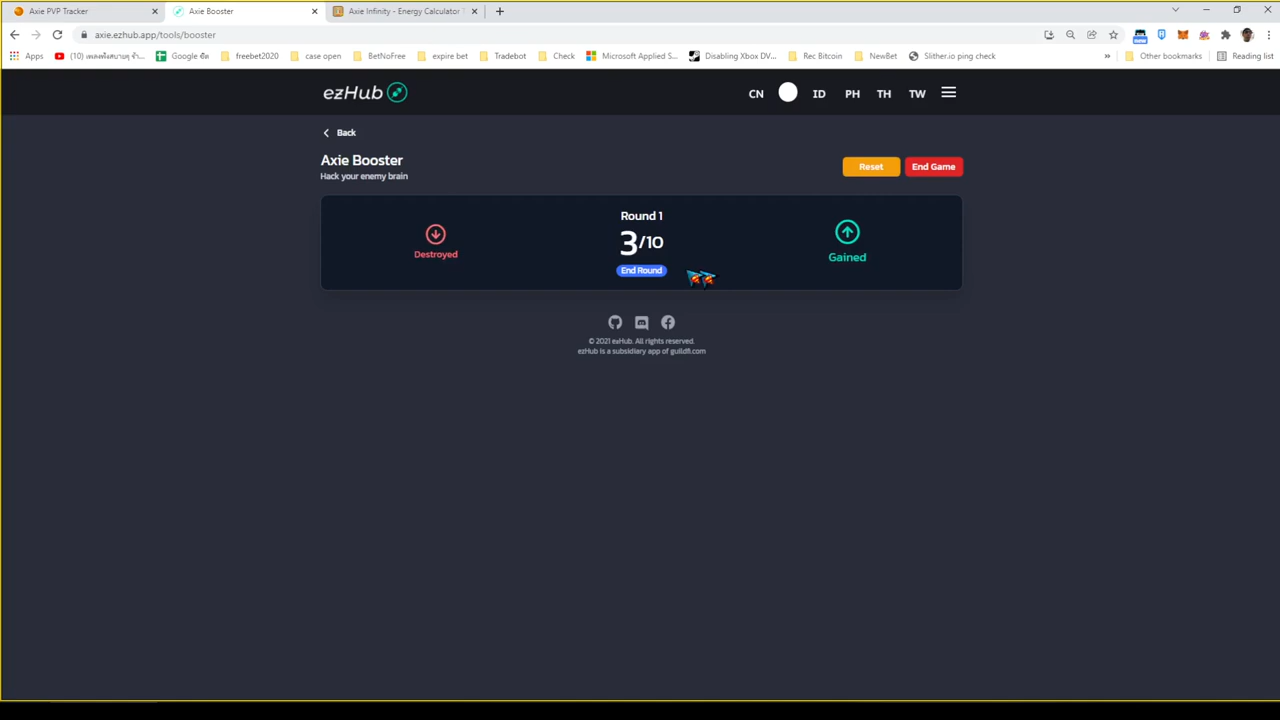 Axie PVP Tracker
Axie Booster
Axie Infinity - Energy Calculator
axie.ezhub.app/tools/booster
Apps
Google ชีต
freebet2020
case open
BetNoFree
expire bet
Tradebot
Check
Microsoft Applied S...
Disabling Xbox DV...
Rec Bitcoin
NewBet
Slither.io ping check
»
Other bookmarks
Reading list
ezHub
CN
ID
PH
TH
TW
Back
Axie Booster
Hack your enemy brain
Reset
End Game
Round 1
3/10
End Round
Destroyed
Gained
© 2021 ezHub. All rights reserved.
ezHub is a subsidiary app of guildfi.com